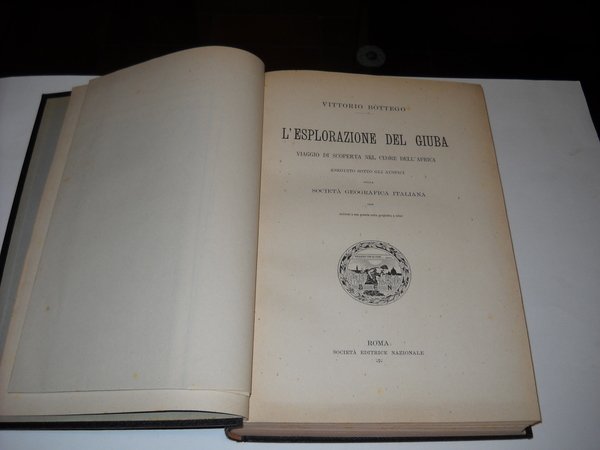 VITTORIO BOTTEGO
L'ESPLORAZIONE DEL GIUBA
VIAGGIO DI SCOPERTA NEL CUORE DELL'AFRICA
ESEGUITO SOTTO GLI AUSPICI
DELLA
SOCIETÀ GEOGRAFICA ITALIANA
ROMA
SOCIETÀ EDITRICE NAZIONALE